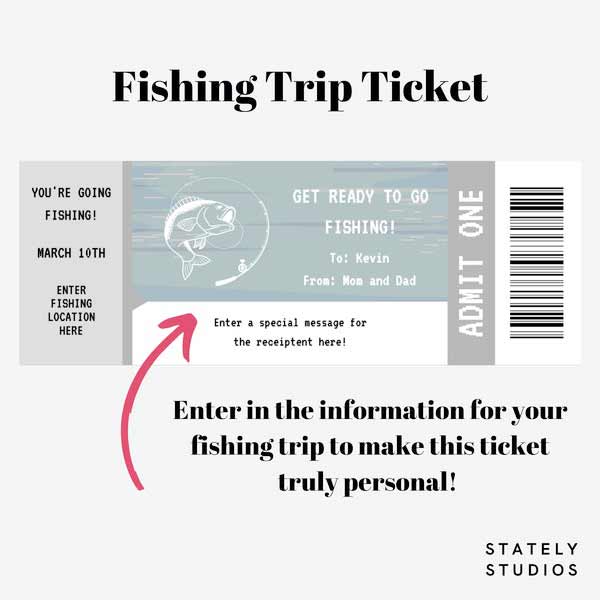 Fishing Trip Ticket
YOU'RE GOING
FISHING!
MARCH 10TH
ENTER
FISHING
LOCATION
HERE
GET READY TO GO
FISHING!
To: Kevin
From: Mom and Dad
Enter a special message for
the receiptent here!
ADMIT ONE
Enter in the information for your
fishing trip to make this ticket
truly personal!
STATELY
STUDIOS